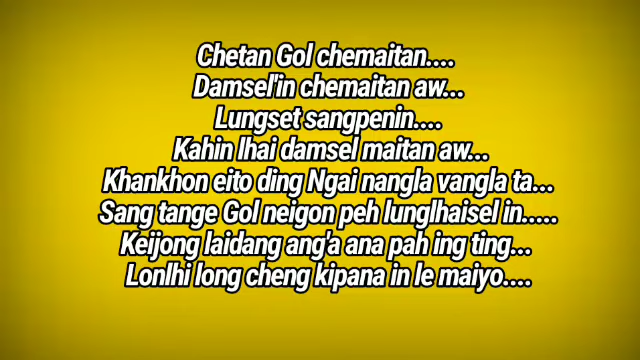 Chetan Gol chemaitan....
Damsel'in chemaitan aw...
Lungset sangpenin....
Kahin lhai damsel maitan aw...
Khankhon eito ding Ngai nangla vangla ta...
Sang tange Gol neigon peh lunglhaisel in.....
Keijong laidang ang'a ana pah ing ting...
Lonlhi long cheng kipana in le maiyo....